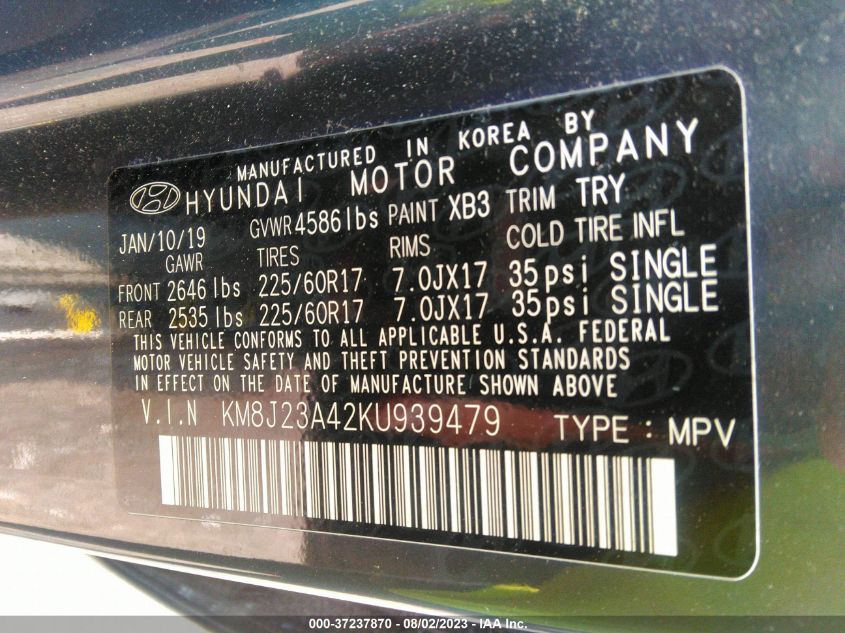 MANUFACTURED IN KOREA BY
HYUNDAI MOTOR COMPANY
JAN/10/19 GVWR 4586 lbs PAINT XB3 TRIM TRY
GAWR TIRES RIMS COLD TIRE INFL
FRONT 2646 lbs 225/60R17 7.0JX17 35psi SINGLE
REAR 2535 lbs 225/60R17 7.0JX17 35psi SINGLE
THIS VEHICLE CONFORMS TO ALL APPLICABLE U.S.A. FEDERAL
MOTOR VEHICLE SAFETY AND THEFT PREVENTION STANDARDS
IN EFFECT ON THE DATE OF MANUFACTURE SHOWN ABOVE.
V.I.N KM8J23A42KU939479 TYPE : MPV
000-37237870 - 08/02/2023 - IAA Inc.